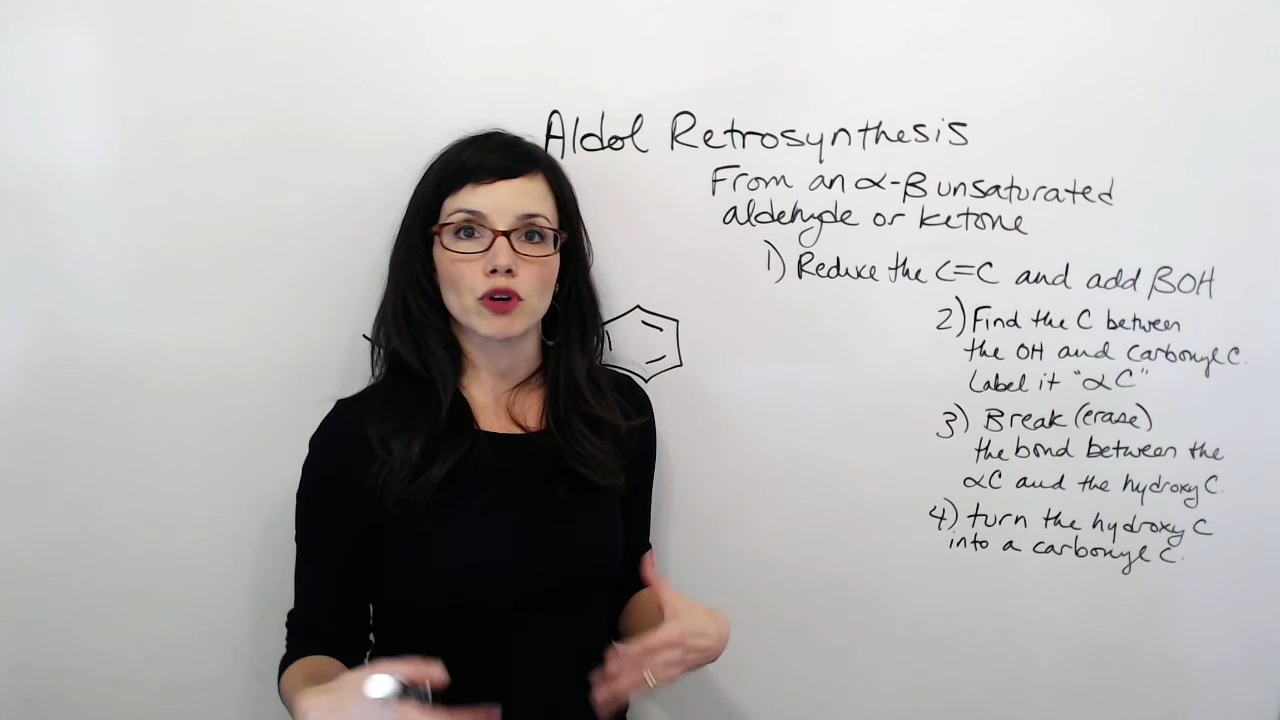 Aldol Retrosynthesis
From an α-β unsaturated
aldehyde or ketone
1) Reduce the C=C and add βOH
2) Find the C between
the OH and carbonyl C.
Label it "αC"
3) Break (erase)
the bond between the
αC and the hydroxy C.
4) turn the hydroxy C
into a carbonyl C.